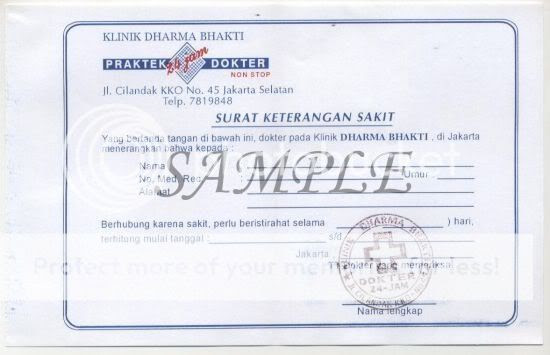 KLINIK DHARMA BHAKTI
PRAKTEK 24 jam DOKTER
NON STOP
Jl. Cilandak KKO No. 45 Jakarta Selatan
Telp. 7819848
SURAT KETERANGAN SAKIT
Yang bertanda tangan di bawah ini, dokter pada Klinik DHARMA BHAKTI, di Jakarta
menerangkan bahwa kepada :
Nama
No. Med. Rec. Umur :
Alamat
SAMPLE
Berhubung karena sakit, perlu beristirahat selama ( ) hari,
terhitung mulai tanggal : s/d
Jakarta,
dokter yang memeriksa
KLINIK DHARMA BHAKTI
DOKTER
24-JAM
Nama lengkap
Protect more of your memories for less!